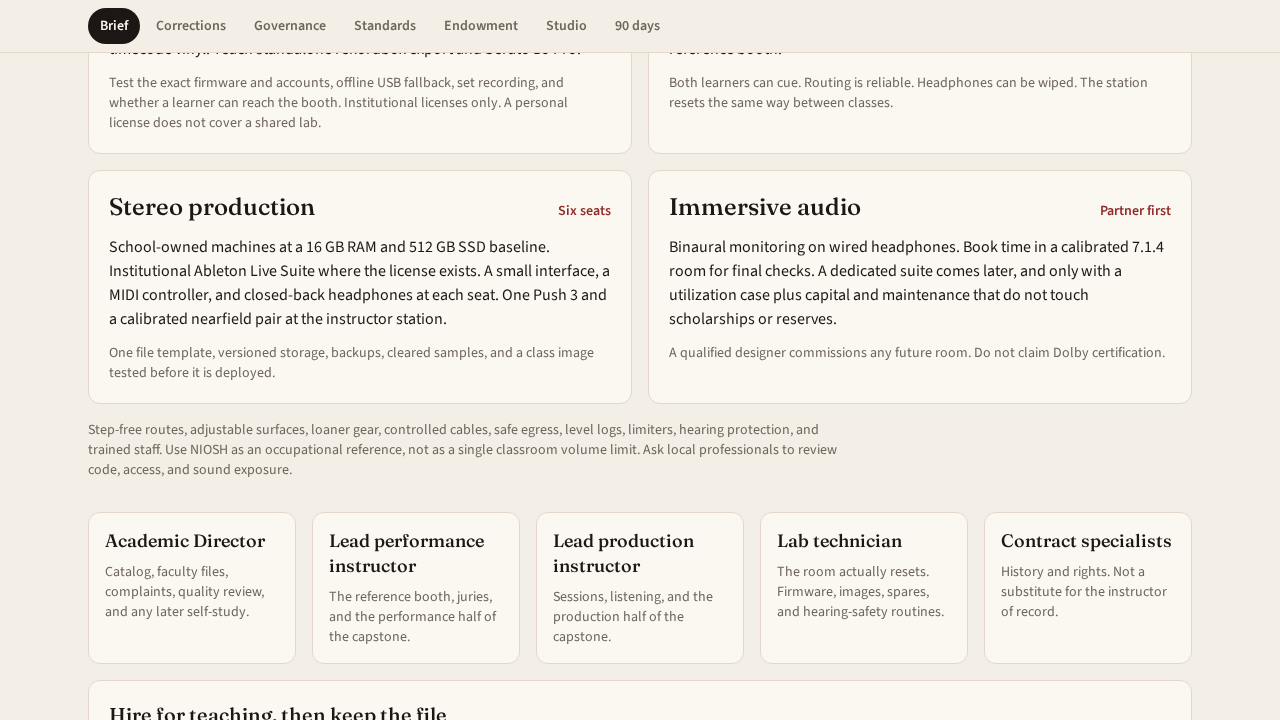 Brief
Corrections
Governance
Standards
Endowment
Studio
90 days
Test the exact firmware and accounts, offline USB fallback, set recording, and
whether a learner can reach the booth. Institutional licenses only. A personal
license does not cover a shared lab.
Both learners can cue. Routing is reliable. Headphones can be wiped. The station
resets the same way between classes.
Stereo production
Six seats
School-owned machines at a 16 GB RAM and 512 GB SSD baseline.
Institutional Ableton Live Suite where the license exists. A small interface, a
MIDI controller, and closed-back headphones at each seat. One Push 3 and
a calibrated nearfield pair at the instructor station.
One file template, versioned storage, backups, cleared samples, and a class image
tested before it is deployed.
Immersive audio
Partner first
Binaural monitoring on wired headphones. Book time in a calibrated 7.1.4
room for final checks. A dedicated suite comes later, and only with a
utilization case plus capital and maintenance that do not touch
scholarships or reserves.
A qualified designer commissions any future room. Do not claim Dolby certification.
Step-free routes, adjustable surfaces, loaner gear, controlled cables, safe egress, level logs, limiters, hearing protection, and
trained staff. Use NIOSH as an occupational reference, not as a single classroom volume limit. Ask local professionals to review
code, access, and sound exposure.
Academic Director
Catalog, faculty files,
complaints, quality review,
and any later self-study.
Lead performance
instructor
The reference booth, juries,
and the performance half of
the capstone.
Lead production
instructor
Sessions, listening, and the
production half of the
capstone.
Lab technician
The room actually resets.
Firmware, images, spares,
and hearing-safety routines.
Contract specialists
History and rights. Not a
substitute for the instructor
of record.
Hire for teaching, then keep the file